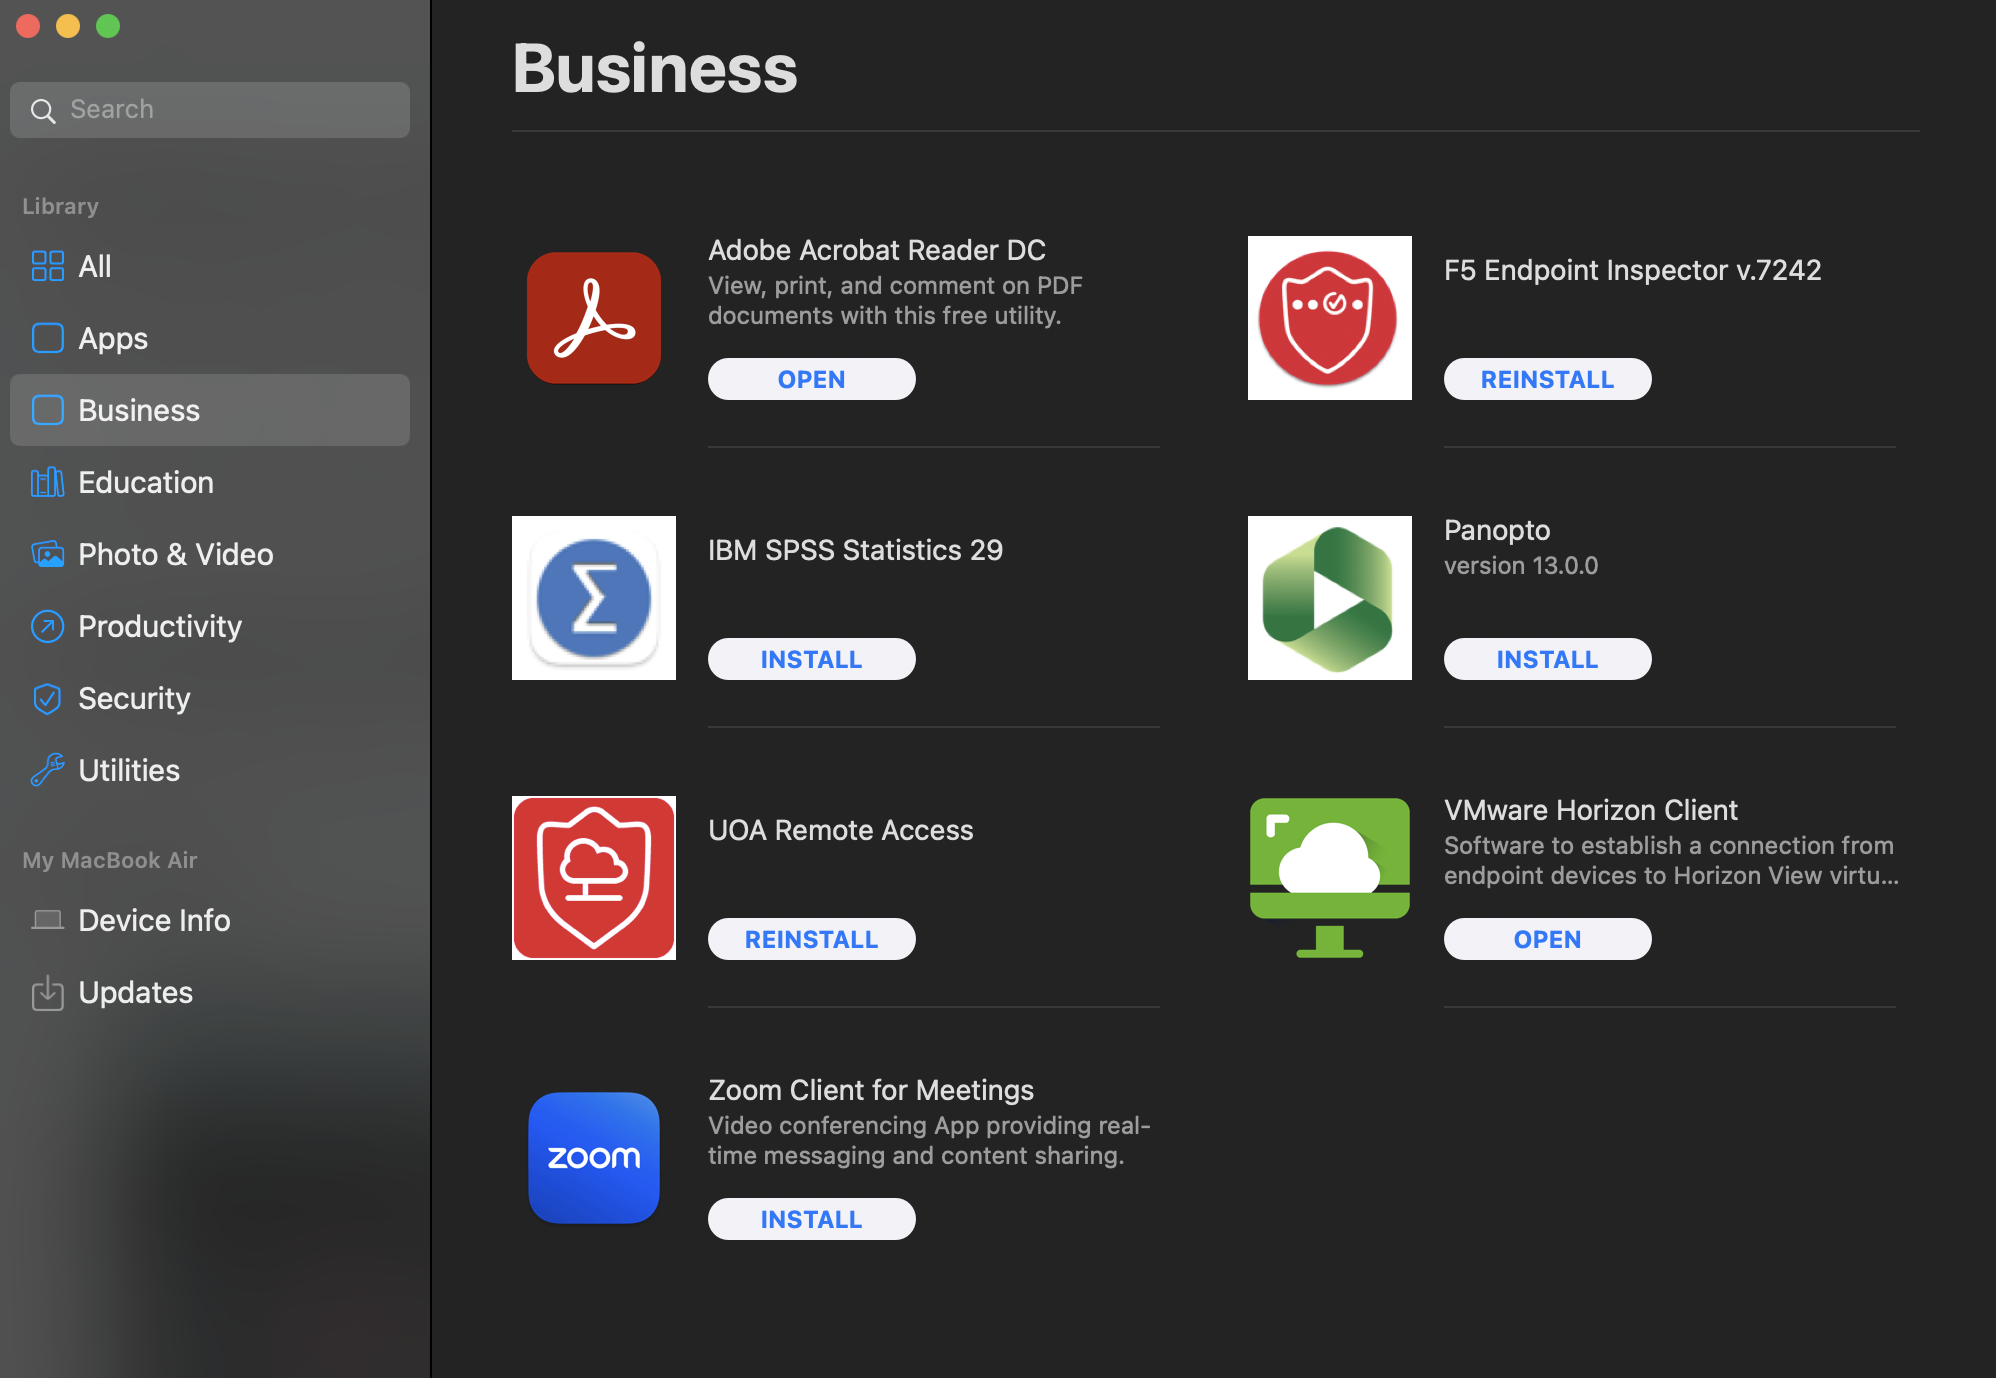 Search
Library
All
Apps
Business
Education
Photo & Video
Productivity
Security
Utilities
My MacBook Air
Device Info
Updates
Business
Adobe Acrobat Reader DC
View, print, and comment on PDF
documents with this free utility.
OPEN
F5 Endpoint Inspector v.7242
REINSTALL
IBM SPSS Statistics 29
INSTALL
Panopto
version 13.0.0
INSTALL
UOA Remote Access
REINSTALL
VMware Horizon Client
Software to establish a connection from
endpoint devices to Horizon View virtu...
OPEN
zoom
Zoom Client for Meetings
Video conferencing App providing real-
time messaging and content sharing.
INSTALL